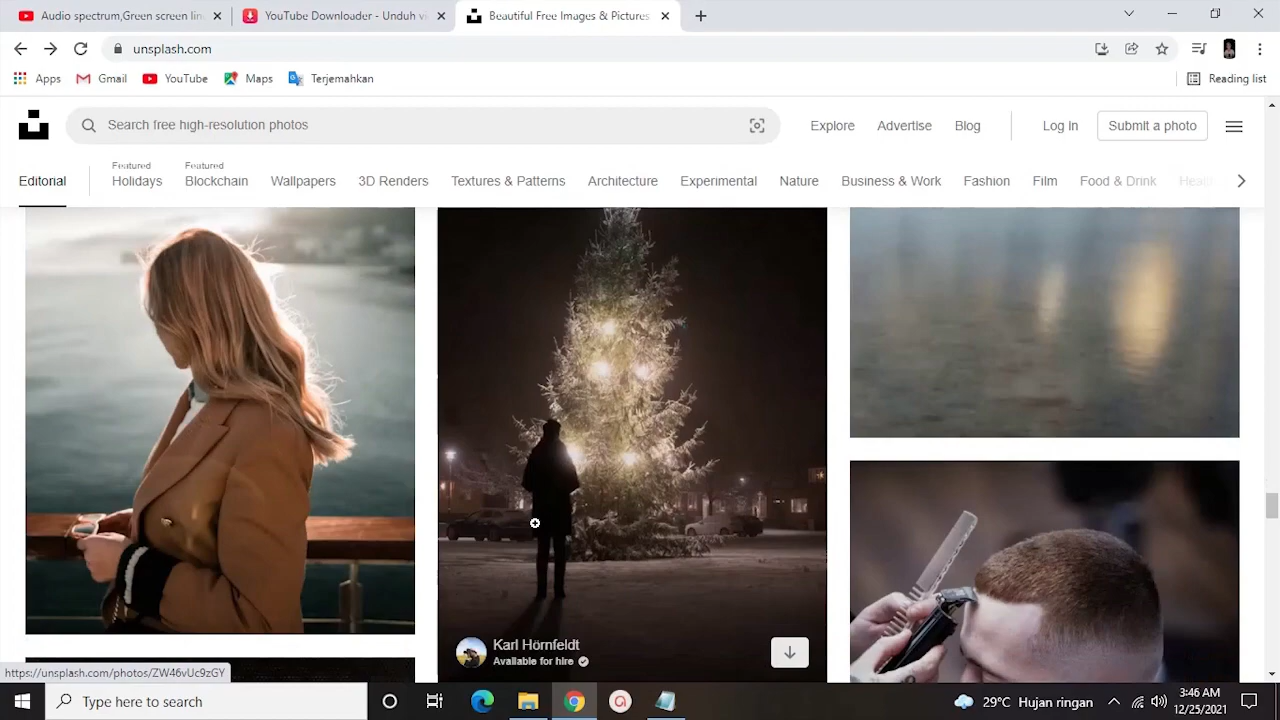 Audio spectrum,Green screen lin
YouTube Downloader - Unduh v
Beautiful Free Images & Pictures
unsplash.com
Apps
Gmail
YouTube
Maps
Terjemahkan
Reading list
Search free high-resolution photos
Explore
Advertise
Blog
Log in
Submit a photo
Editorial
Featured
Holidays
Featured
Blockchain
Wallpapers
3D Renders
Textures & Patterns
Architecture
Experimental
Nature
Business & Work
Fashion
Film
Food & Drink
Healt
Karl Hörnfeldt
Available for hire
https://unsplash.com/photos/ZW46vUc9zGY
Type here to search
29°C Hujan ringan
3:46 AM
12/25/2021